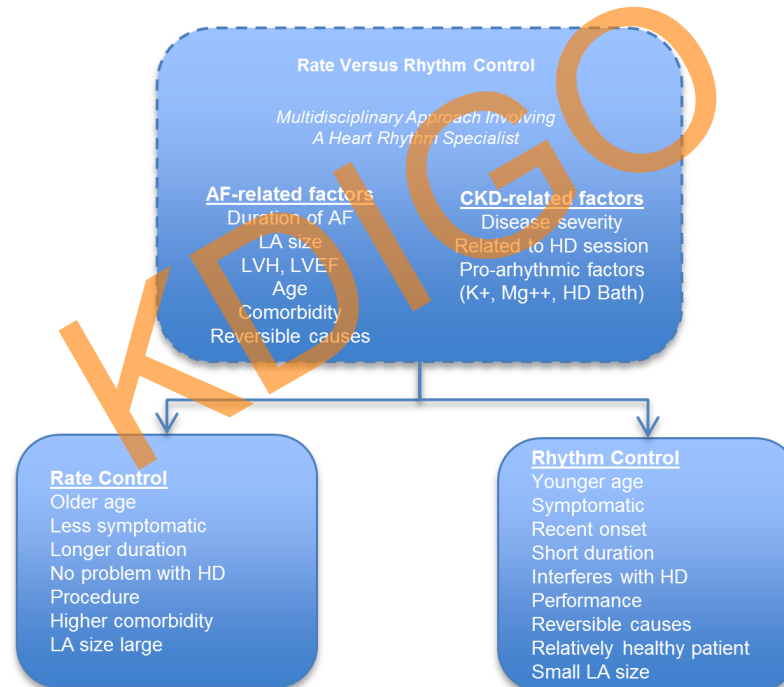 Rate Versus Rhythm Control
Multidisciplinary Approach Involving
A Heart Rhythm Specialist
AF-related factors
Duration of AF
LA size
LVH, LVEF
Age
Comorbidity
Reversible causes
CKD-related factors
Disease severity
Related to HD session
Pro-arhythmic factors
(K+, Mg++, HD Bath)
KDIGO
Rate Control
Older age
Less symptomatic
Longer duration
No problem with HD
Procedure
Higher comorbidity
LA size large
Rhythm Control
Younger age
Symptomatic
Recent onset
Short duration
Interferes with HD
Performance
Reversible causes
Relatively healthy patient
Small LA size